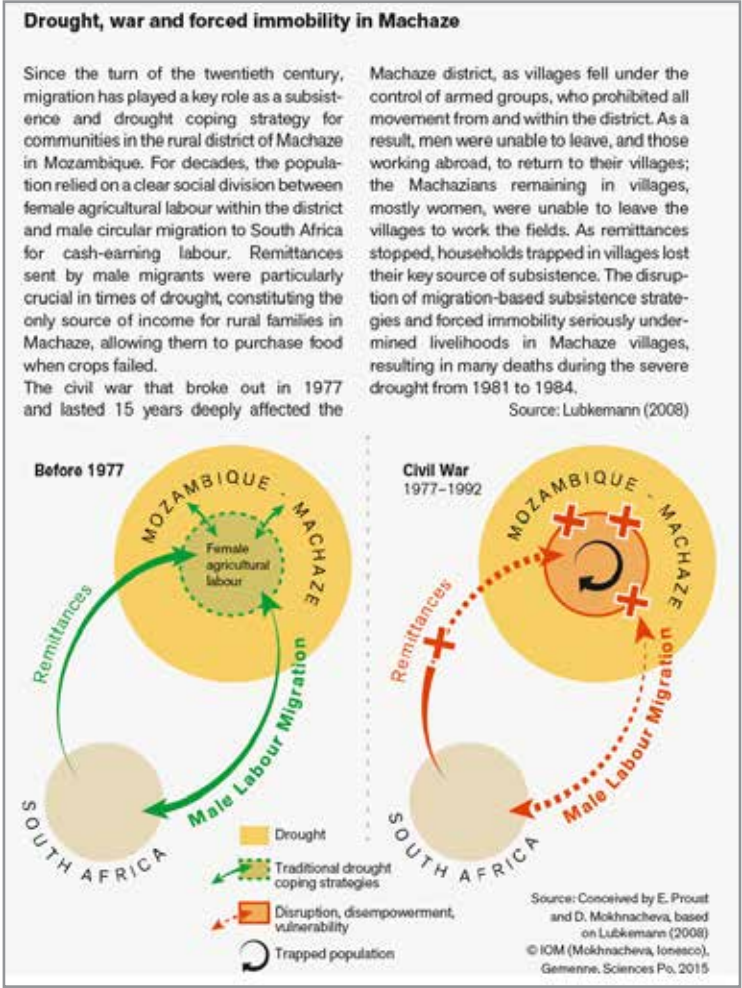 Drought, war and forced immobility in Machaze
Since the turn of the twentieth century,
migration has played a key role as a subsist-
ence and drought coping strategy for
communities in the rural district of Machaze
in Mozambique. For decades, the popula-
tion relied on a clear social division between
female agricultural labour within the district
and male circular migration to South Africa
for cash-earning labour. Remittances
sent by male migrants were particularly
crucial in times of drought, constituting the
only source of income for rural families in
Machaze, allowing them to purchase food
when crops failed.
The civil war that broke out in 1977
and lasted 15 years deeply affected the
Machaze district, as villages fell under the
control of armed groups, who prohibited all
movement from and within the district. As a
result, men were unable to leave, and those
working abroad, to return to their villages;
the Machazians remaining in villages,
mostly women, were unable to leave the
villages to work the fields. As remittances
stopped, households trapped in villages lost
their key source of subsistence. The disrup-
tion of migration-based subsistence strate-
gies and forced immobility seriously under-
mined livelihoods in Machaze villages,
resulting in many deaths during the severe
drought from 1981 to 1984.
Source: Lubkemann (2008)
Before 1977
MOZAMBIQUE - MACHAZE
Female
agricultural
labour
Remittances
Male Labour Migration
SOUTH AFRICA
Civil War
1977–1992
MOZAMBIQUE - MACHAZE
Remittances
Male Labour Migration
SOUTH AFRICA
Drought
Traditional drought
coping strategies
Disruption, disempowerment,
vulnerability
Trapped population
Source: Conceived by E. Proust
and D. Mokhnacheva, based
on Lubkemann (2008)
© IOM (Mokhnacheva, Ionesco),
Gemenne, Sciences Po, 2015